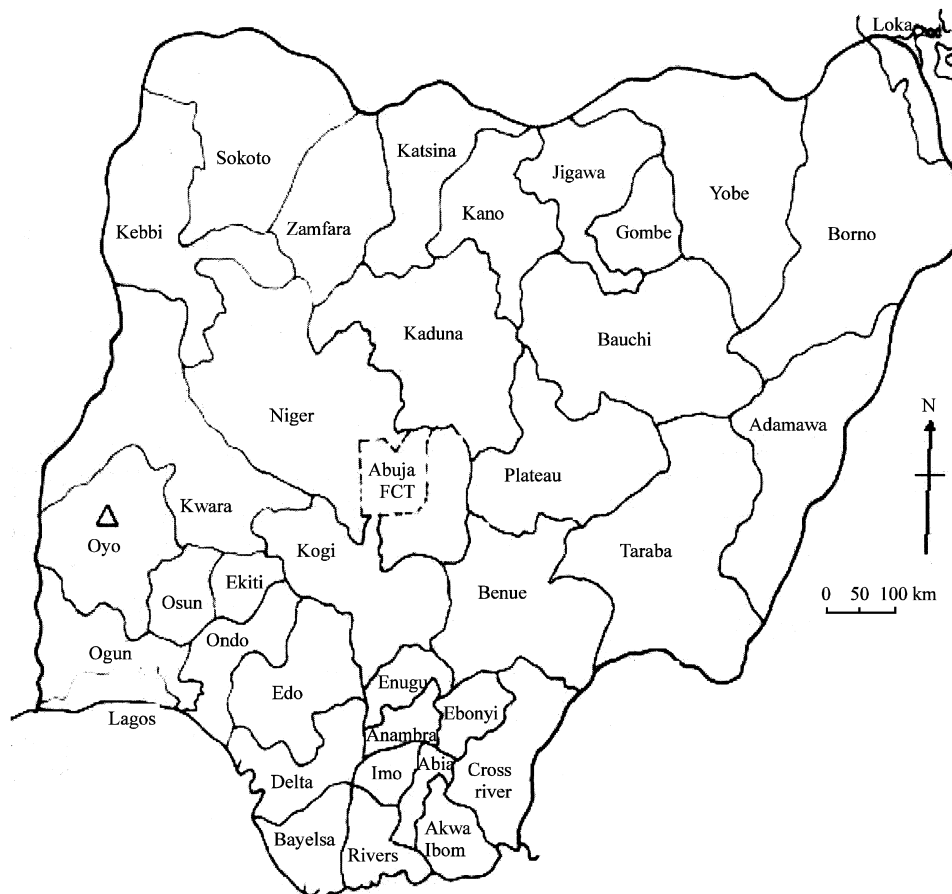 Loka
Sokoto
Katsina
Jigawa
Yobe
Kebbi
Zamfara
Kano
Gombe
Borno
Kaduna
Bauchi
Niger
Adamawa
N
Abuja
FCT
Plateau
Kwara
Oyo
Kogi
Taraba
Osun
Ekiti
Benue
0 50 100 km
Ogun
Ondo
Edo
Enugu
Ebonyi
Lagos
Anambra
Delta
Imo
Abia
Cross
river
Bayelsa
Rivers
Akwa
Ibom